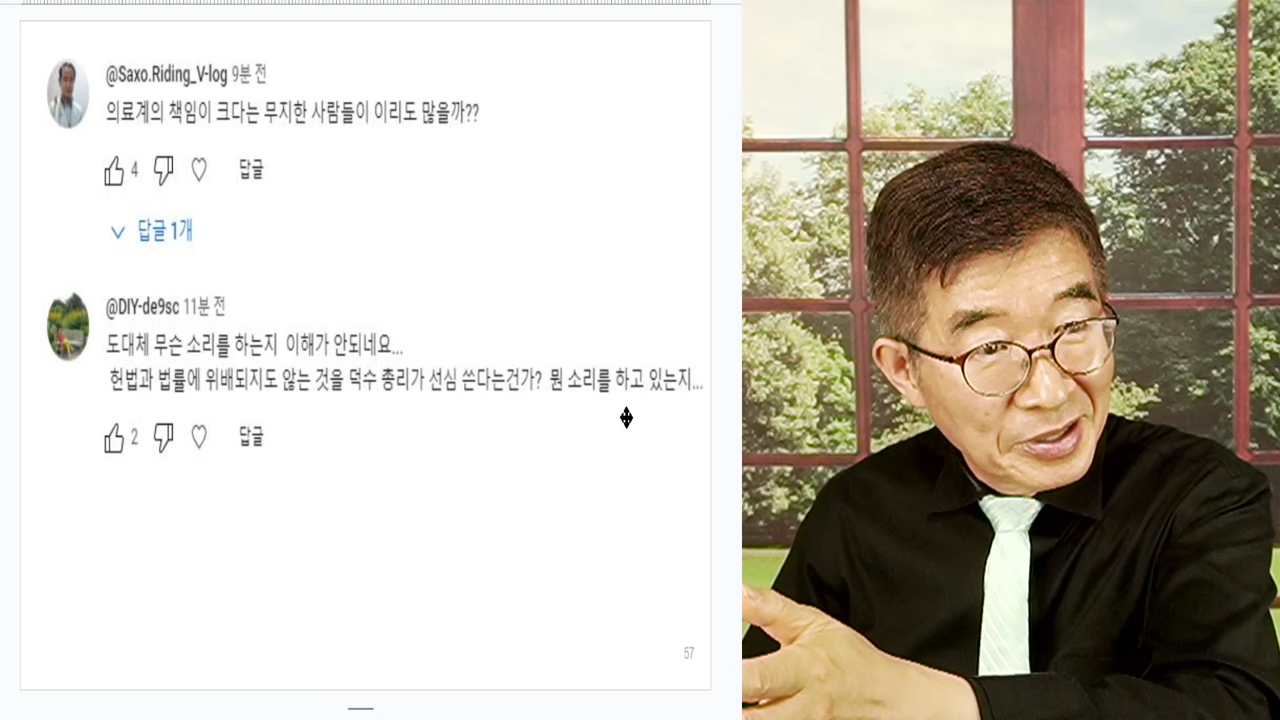 @Saxo.Riding_V-log 9분 전
의료계의 책임이 크다는 무지한 사람들이 이리도 많을까??
4
답글
답글 1개
@DIY-de9sc 11분 전
도대체 무슨 소리를 하는지 이해가 안되네요...
헌법과 법률에 위배되지도 않는 것을 덕수 총리가 선심 쓴다는건가? 뭔 소리를 하고 있는지...
2
답글
57